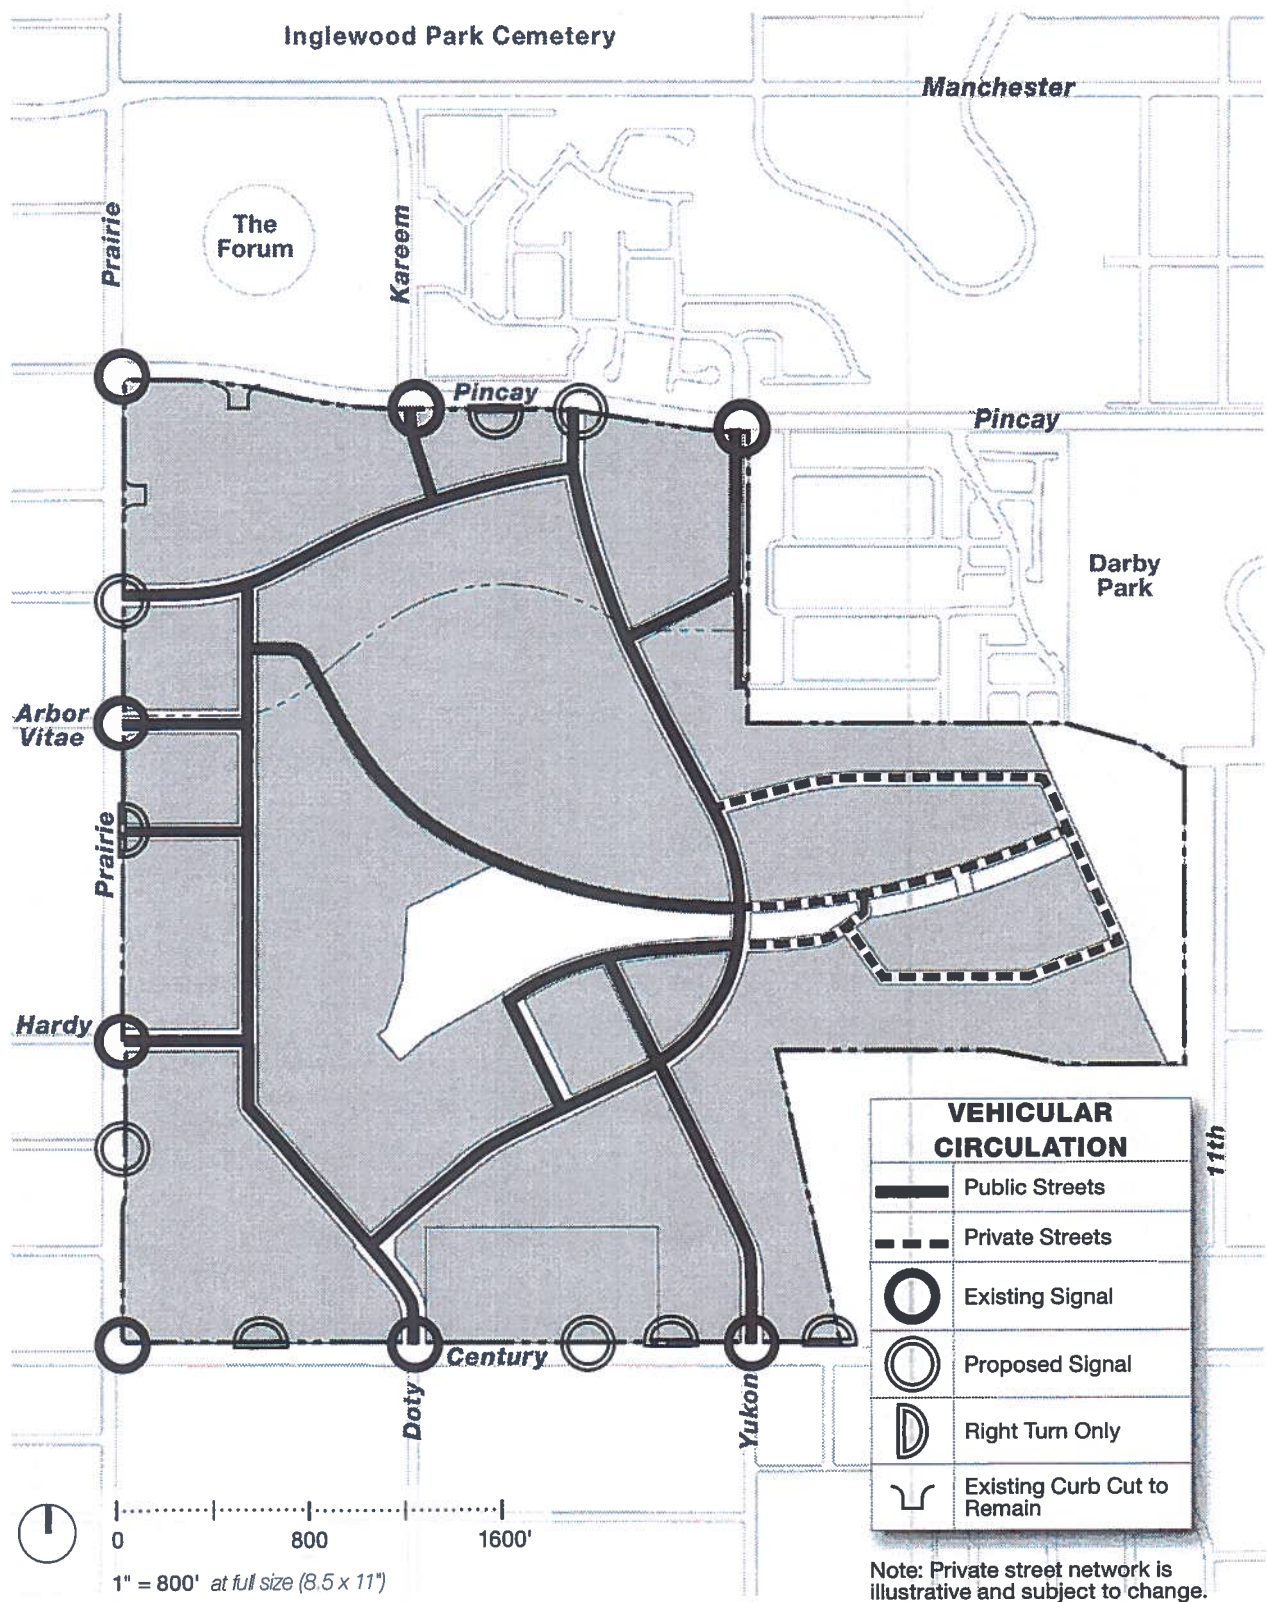 Inglewood Park Cemetery
Manchester
Prairie
The
Forum
Kareem
Pincay
Pincay
Darby
Park
Arbor
Vitae
Prairie
Hardy
VEHICULAR
CIRCULATION
Public Streets
Private Streets
Existing Signal
Proposed Signal
Right Turn Only
Existing Curb Cut to
Remain
11th
Century
Doty
Yukon
0 800 1600'
1" = 800' at full size (8.5 x 11")
Note: Private street network is
illustrative and subject to change.